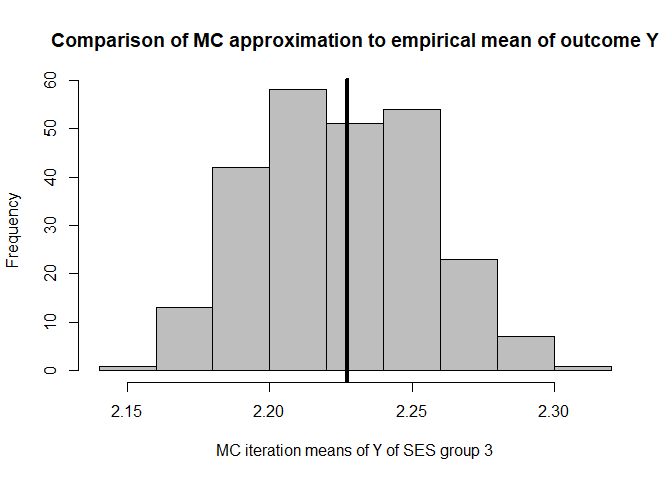 Comparison of MC approximation to empirical mean of outcome Y
Frequency
60
50
40
30
20
10
0
2.15 2.20 2.25 2.30
MC iteration means of Y of SES group 3